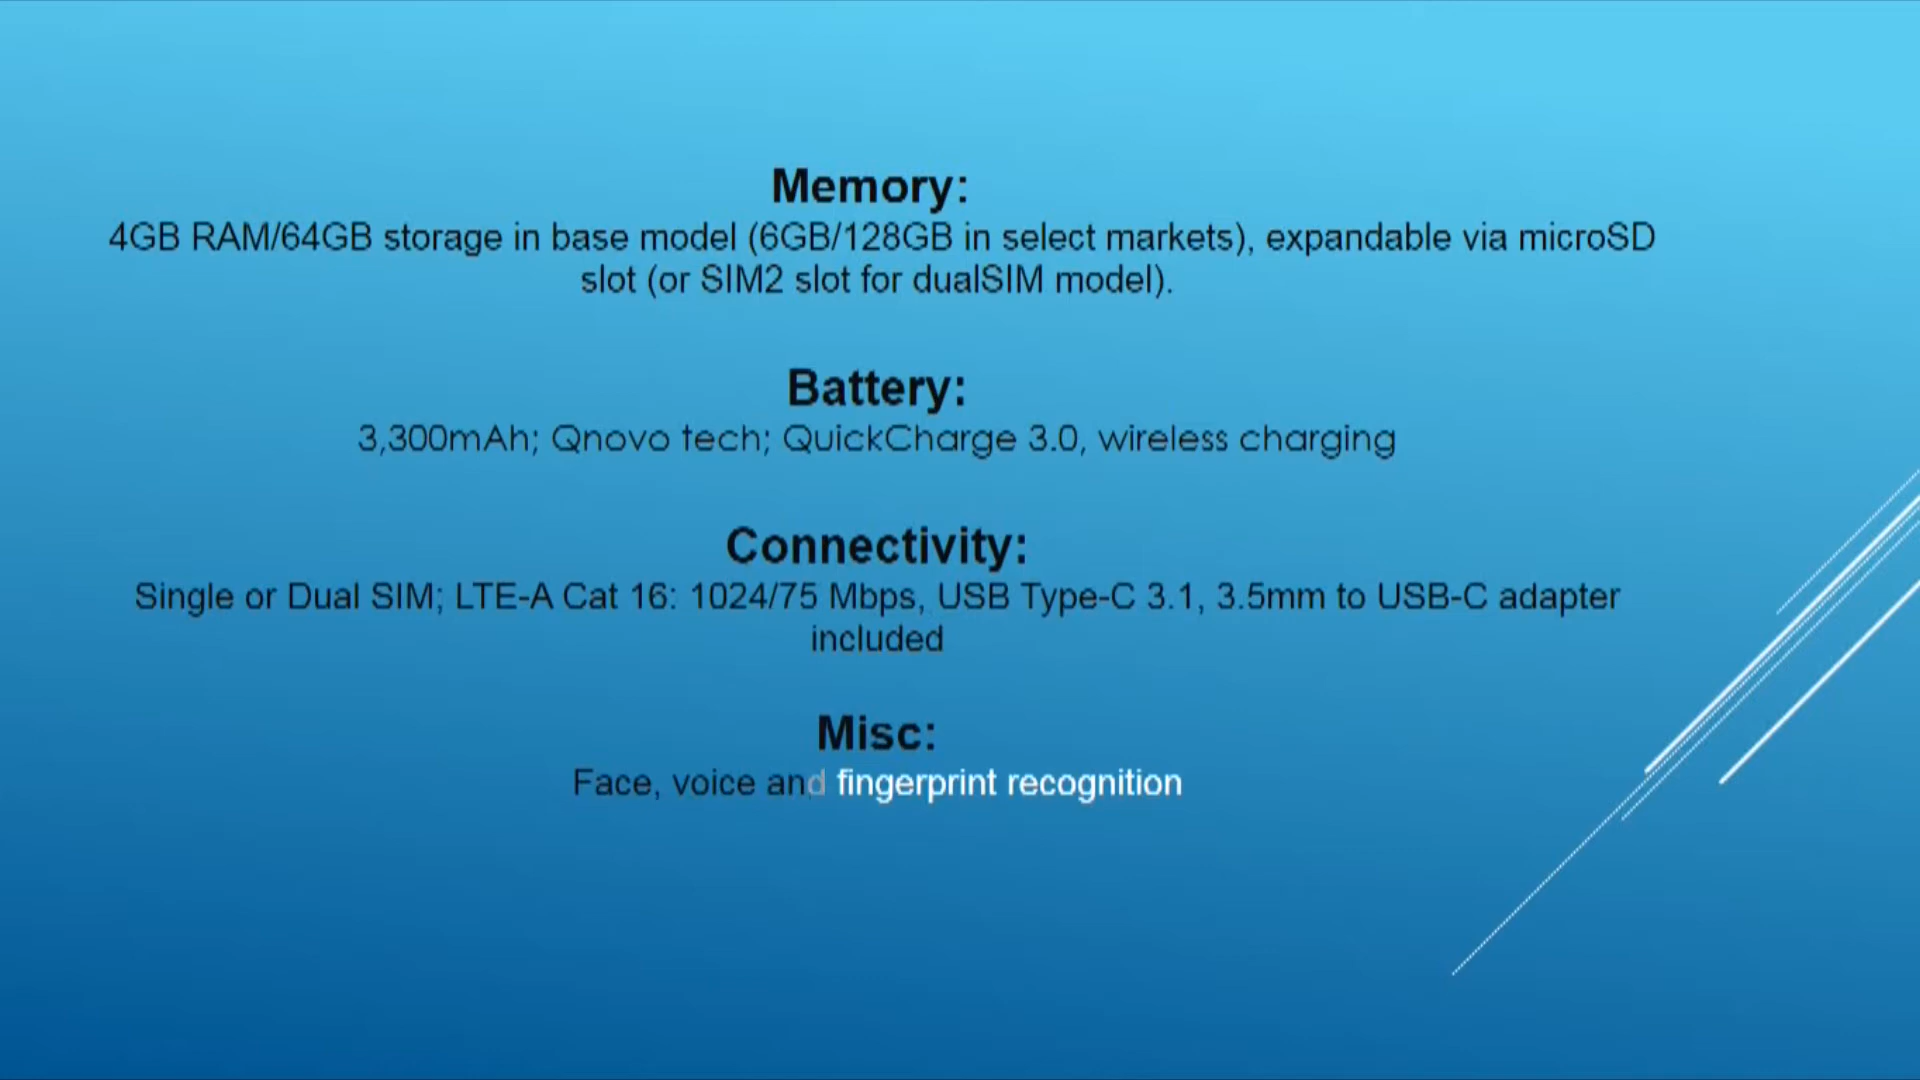 Memory:
4GB RAM/64GB storage in base model (6GB/128GB in select markets), expandable via microSD
slot (or SIM2 slot for dualSIM model).
Battery:
3,300mAh; Qnovo tech; QuickCharge 3.0, wireless charging
Connectivity:
Single or Dual SIM; LTE-A Cat 16: 1024/75 Mbps, USB Type-C 3.1, 3.5mm to USB-C adapter
included
Misc:
Face, voice and fingerprint recognition